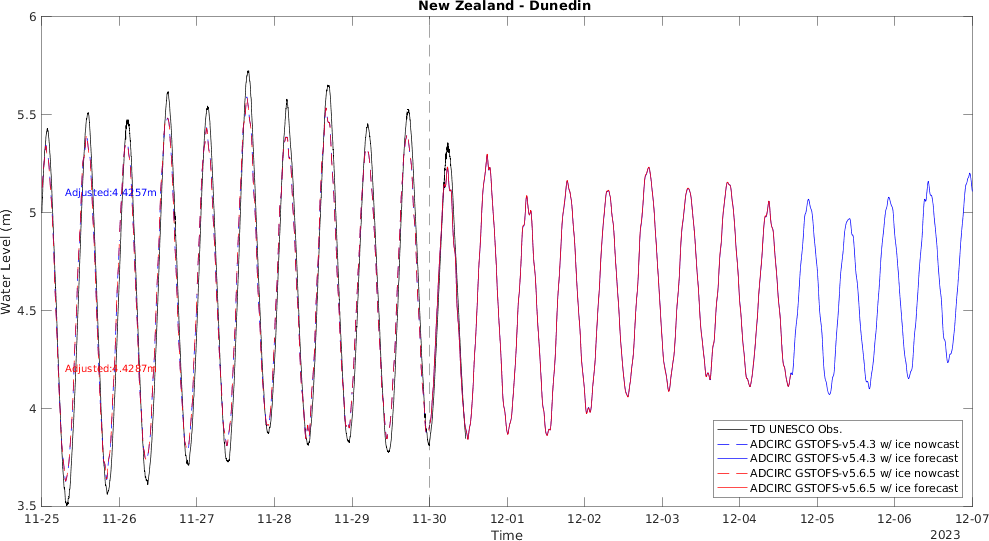 New Zealand - Dunedin
Water Level (m)
6
5.5
5
4.5
4
3.5
Adjusted:4.4257m
Adjusted:4.4287m
TD UNESCO Obs.
ADCIRC GSTOFS-v5.4.3 w/ ice nowcast
ADCIRC GSTOFS-v5.4.3 w/ ice forecast
ADCIRC GSTOFS-v5.6.5 w/ ice nowcast
ADCIRC GSTOFS-v5.6.5 w/ ice forecast
11-25 11-26 11-27 11-28 11-29 11-30 12-01 12-02 12-03 12-04 12-05 12-06 12-07
Time
2023